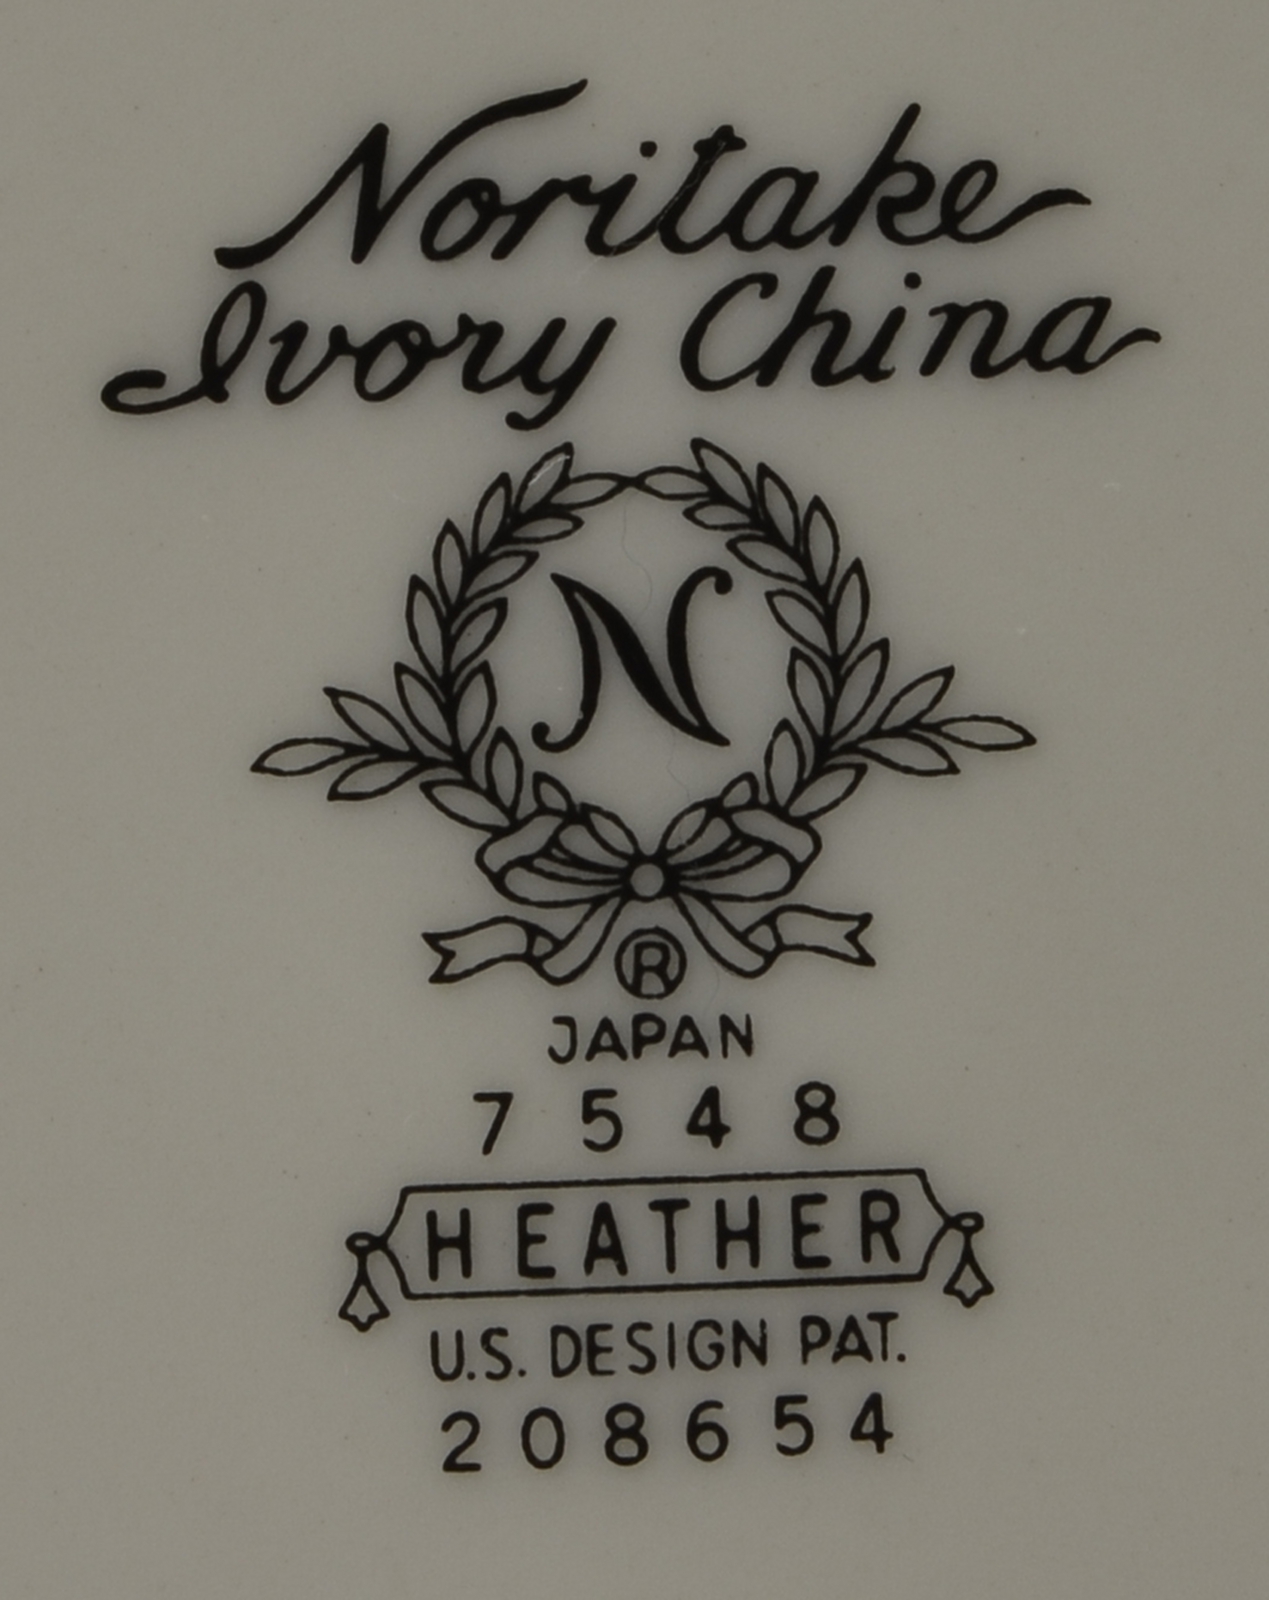 Noritake
Ivory China
N
®
JAPAN
7548
HEATHER
U.S. DESIGN PAT.
208654